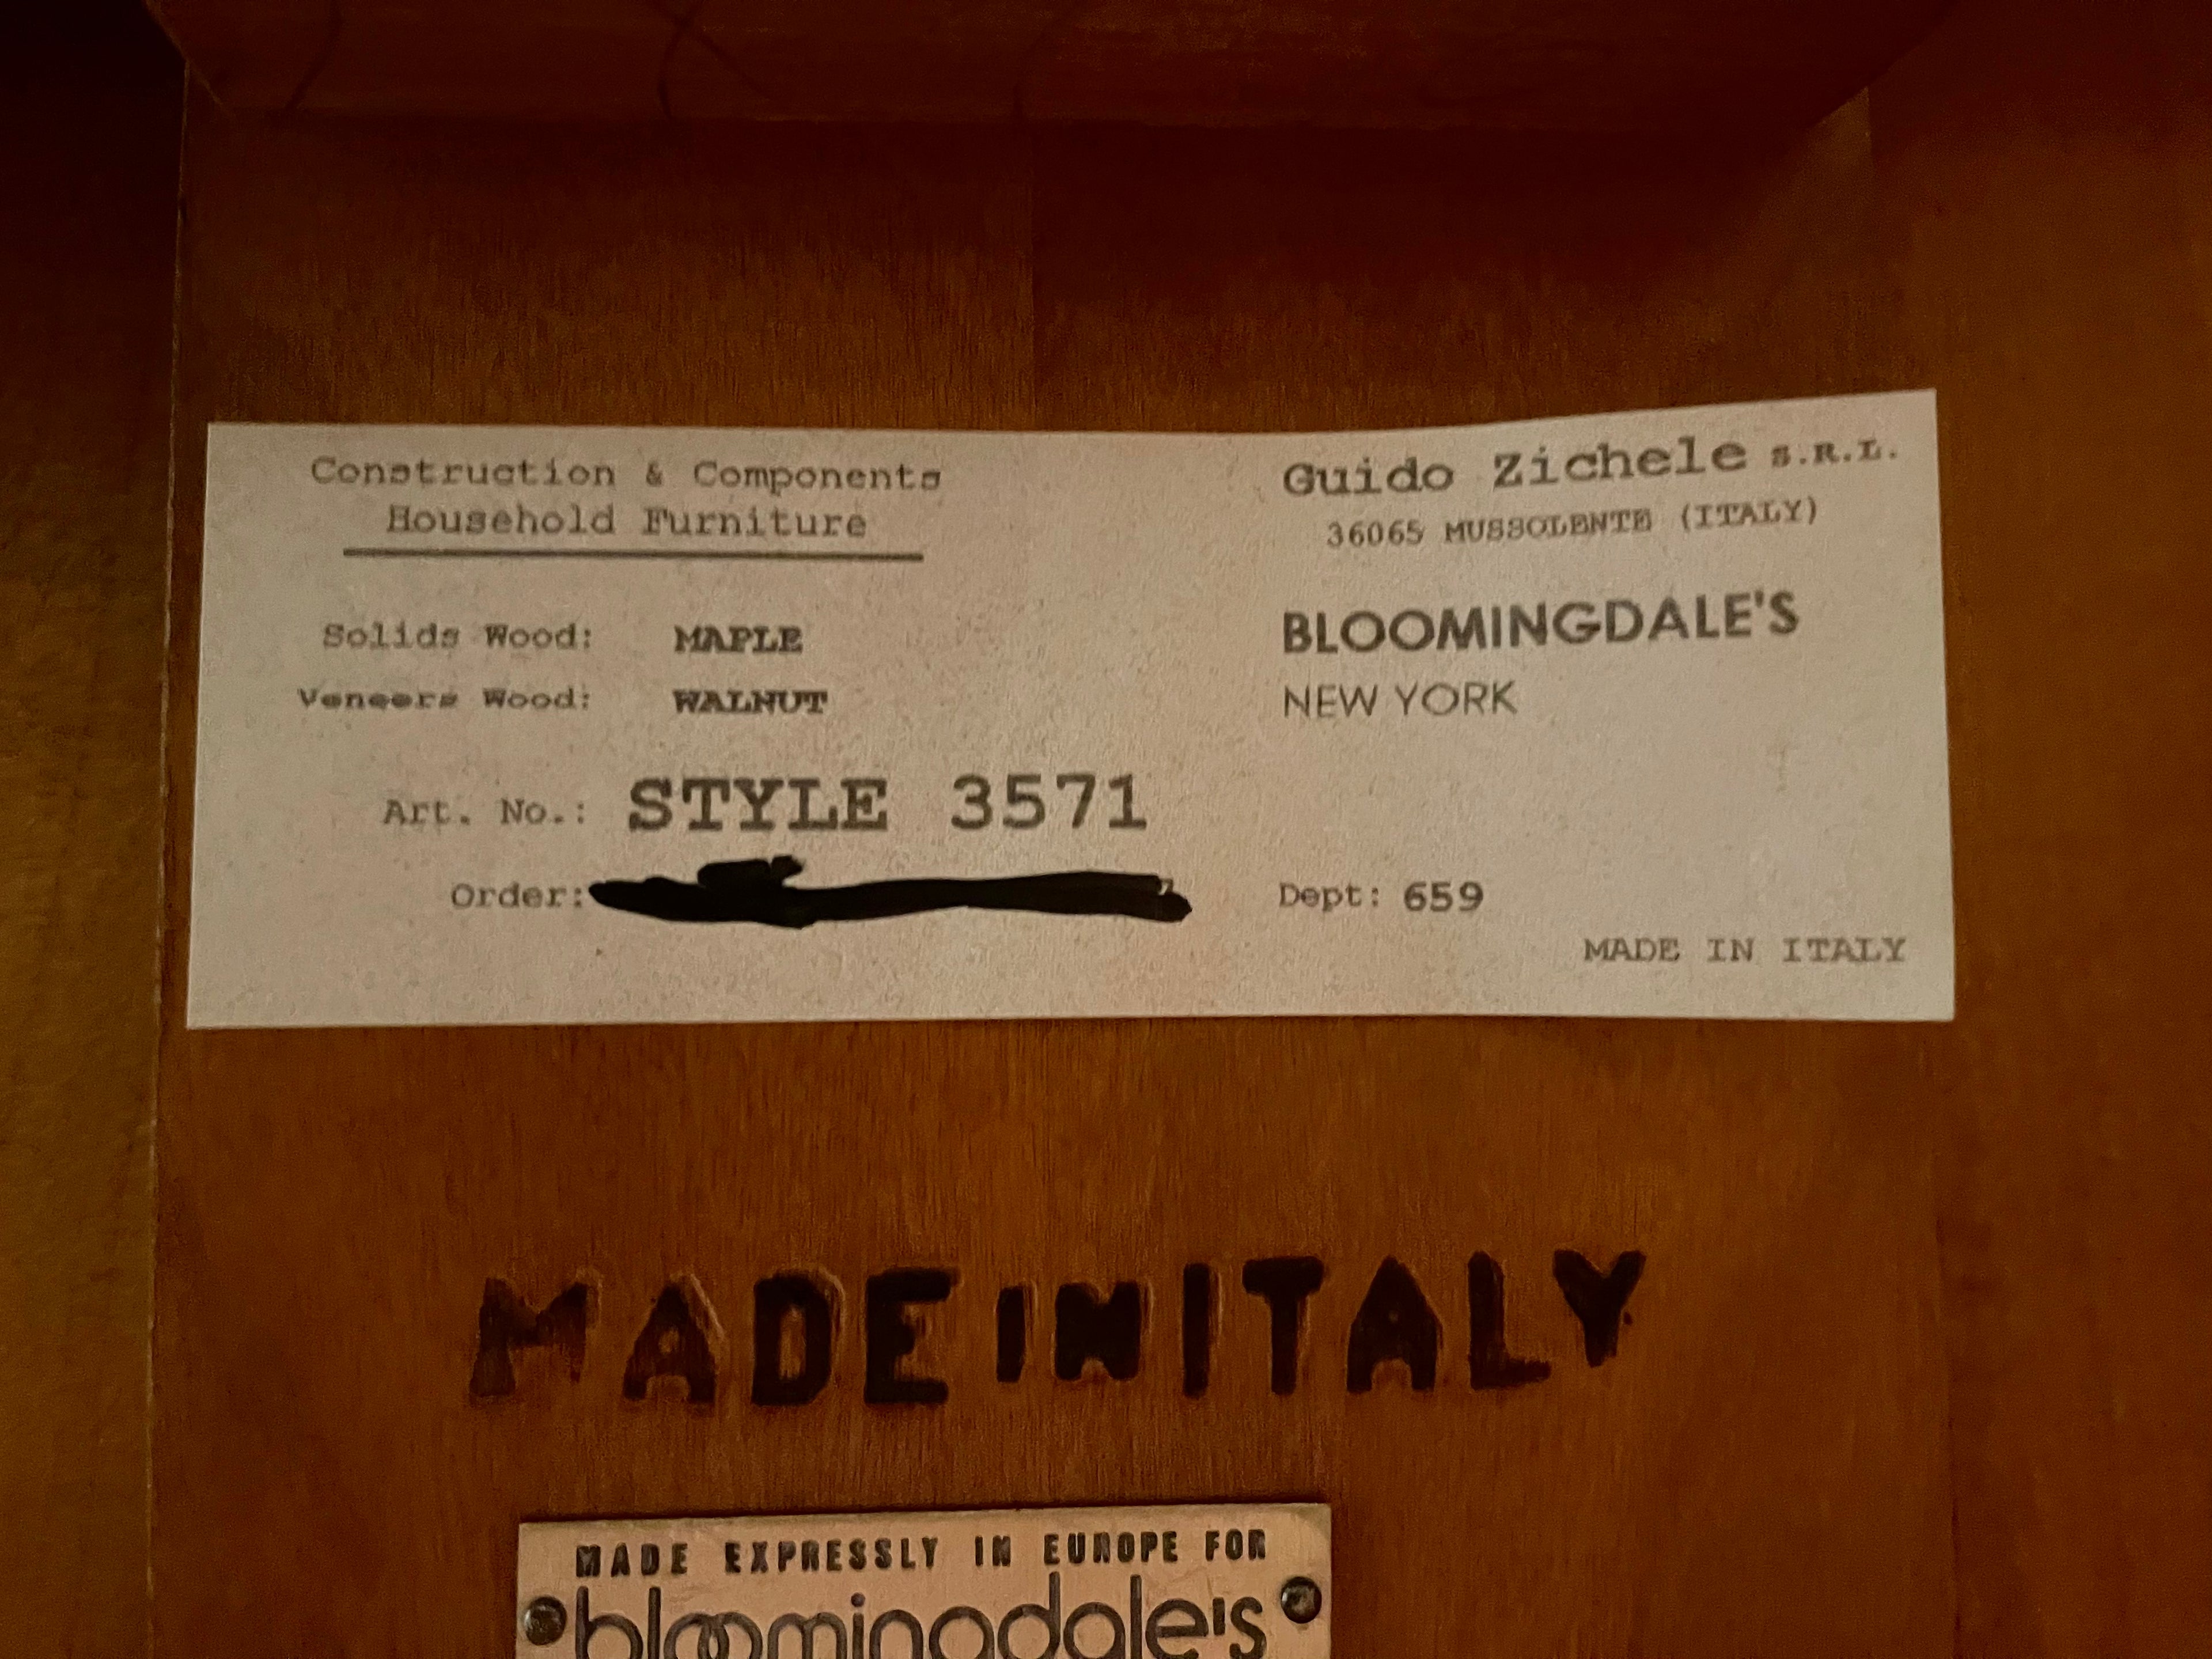 Construction & Components
Household Furniture
Solids Wood: MAPLE
Veneers Wood: WALNUT
Art. No.: STYLE 3571
Order:
Guido Zichele S.R.L.
36065 MUSSOLENTE (ITALY)
BLOOMINGDALE'S
NEW YORK
Dept: 659
MADE IN ITALY
MADE IN ITALY
MADE EXPRESSLY IN EUROPE FOR
bloomingdale's